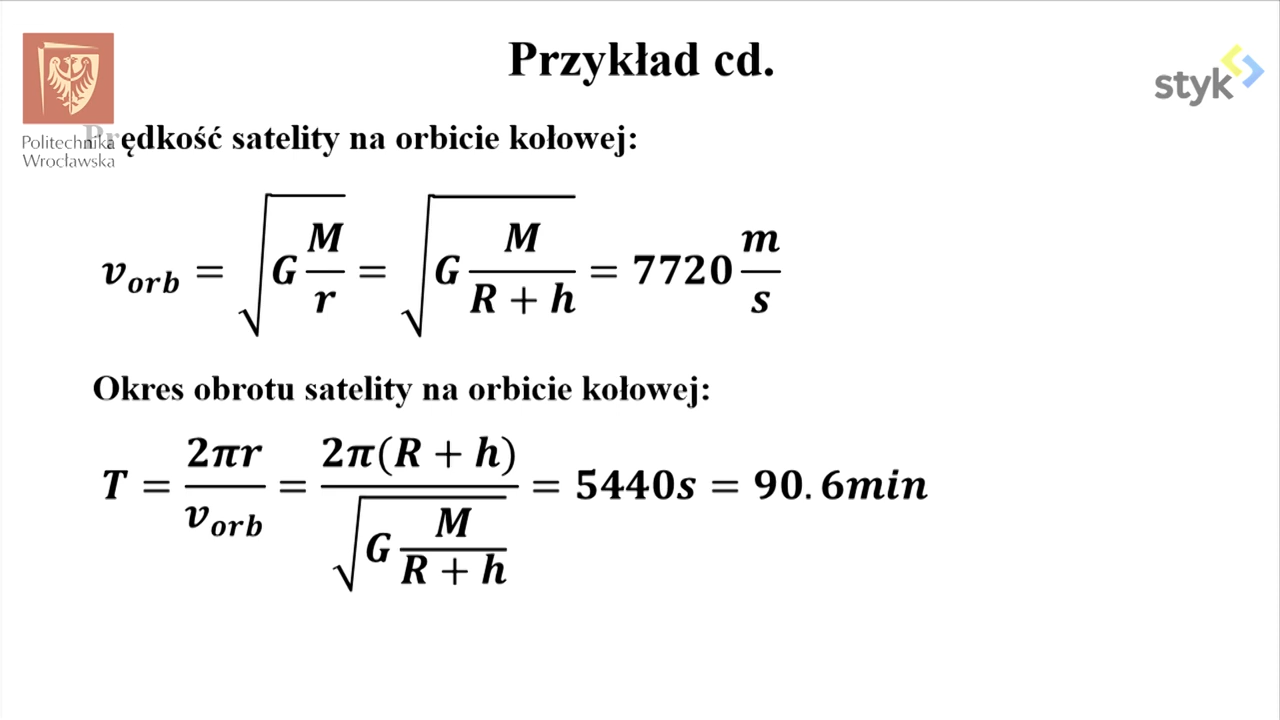 Przykład cd.
styk
Politechnika
Wrocławska
Prędkość satelity na orbicie kołowej:
v_orb = √(G M/r) = √(G M/(R + h)) = 7720 m/s
Okres obrotu satelity na orbicie kołowej:
T = 2πr/v_orb = 2π(R + h)/√(G M/(R + h)) = 5440s = 90.6min